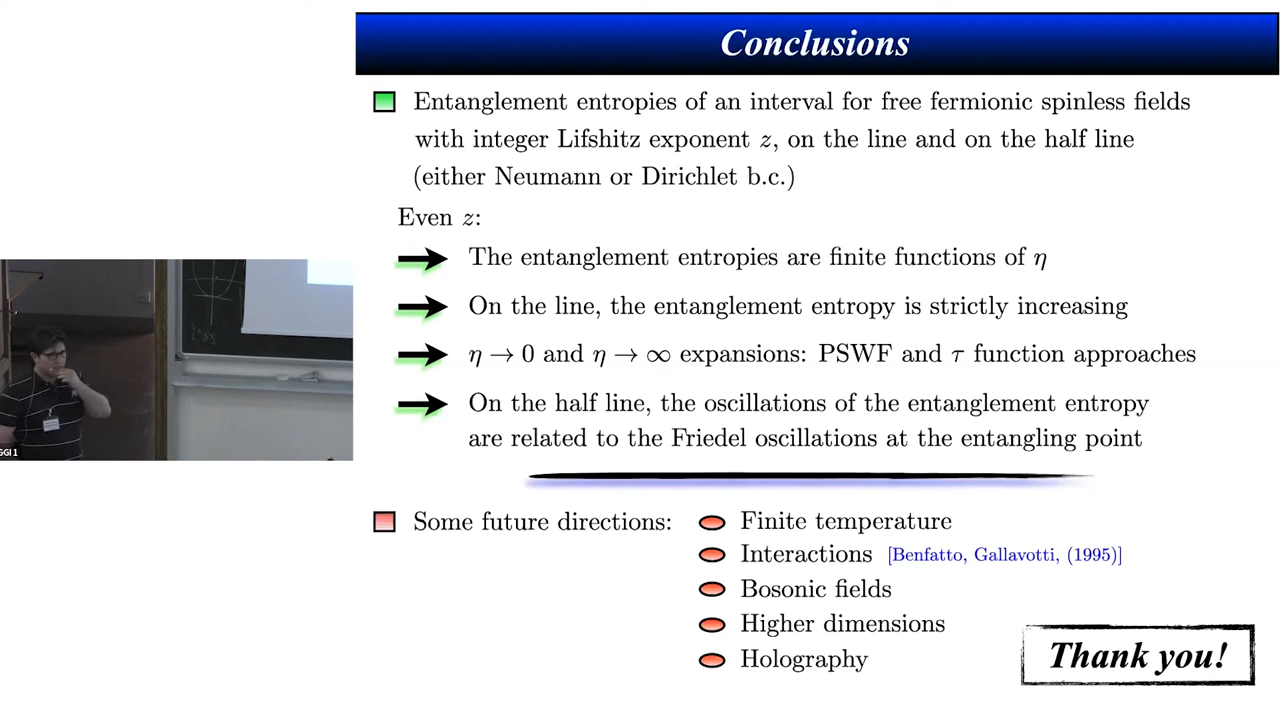 Conclusions
Entanglement entropies of an interval for free fermionic spinless fields
with integer Lifshitz exponent z, on the line and on the half line
(either Neumann or Dirichlet b.c.)
Even z:
The entanglement entropies are finite functions of η
On the line, the entanglement entropy is strictly increasing
η → 0 and η → ∞ expansions: PSWF and τ function approaches
On the half line, the oscillations of the entanglement entropy
are related to the Friedel oscillations at the entangling point
GGI 1
Some future directions:
Finite temperature
Interactions [Benfatto, Gallavotti, (1995)]
Bosonic fields
Higher dimensions
Holography
Thank you!